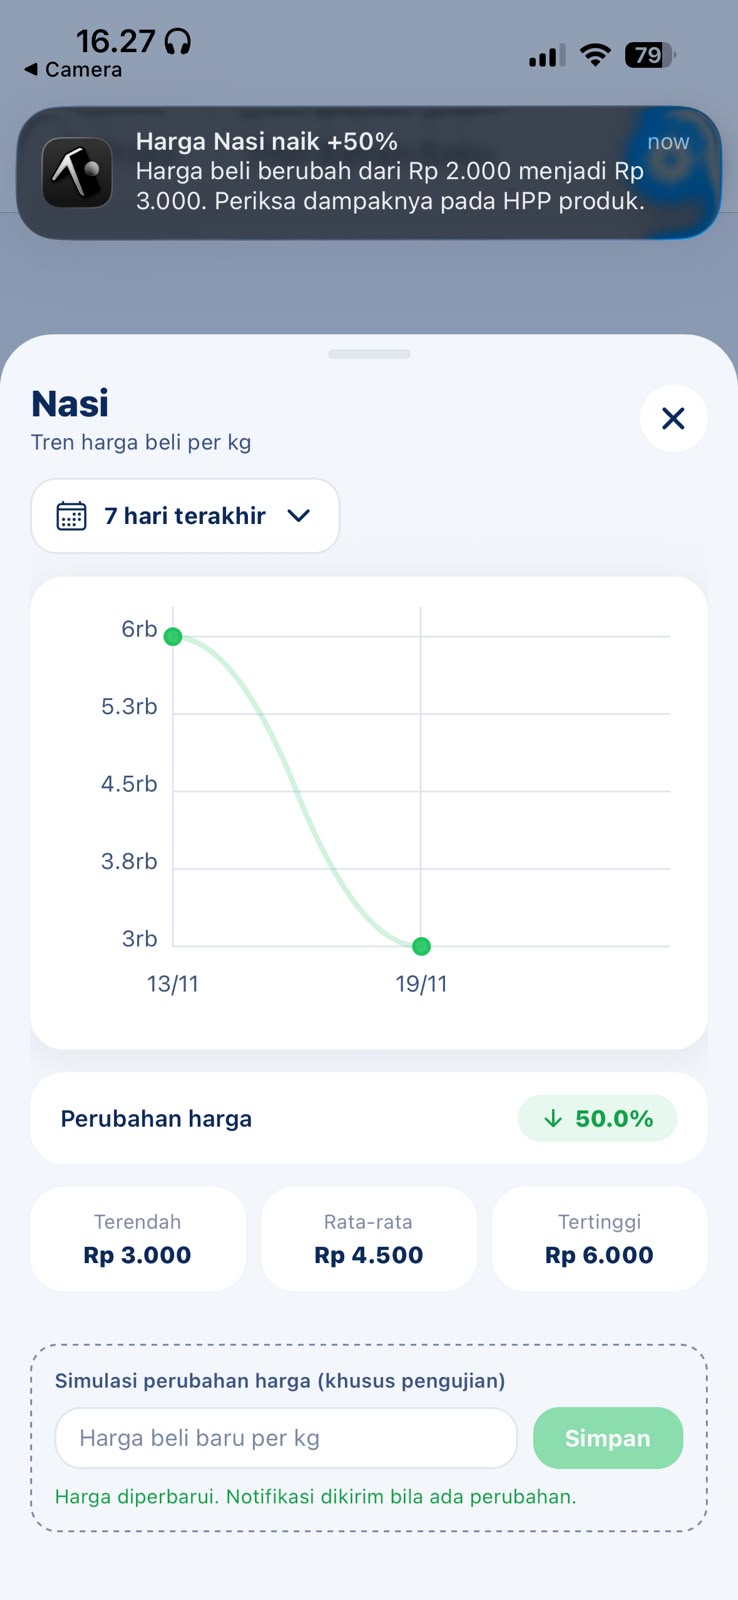 16.27
79
◀ Camera
Harga Nasi naik +50%
now
Harga beli berubah dari Rp 2.000 menjadi Rp
3.000. Periksa dampaknya pada HPP produk.
Nasi
Tren harga beli per kg
7 hari terakhir
6rb
5.3rb
4.5rb
3.8rb
3rb
13/11
19/11
Perubahan harga
↓ 50.0%
Terendah
Rp 3.000
Rata-rata
Rp 4.500
Tertinggi
Rp 6.000
Simulasi perubahan harga (khusus pengujian)
Harga beli baru per kg
Simpan
Harga diperbarui. Notifikasi dikirim bila ada perubahan.